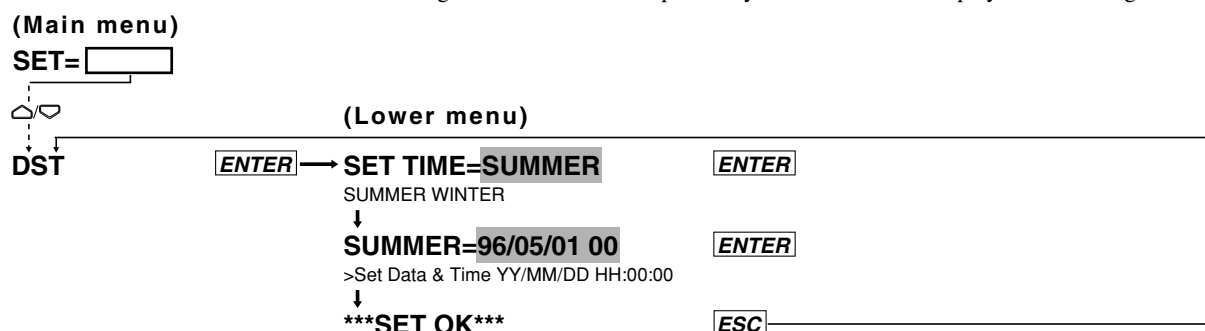 (Main menu)
SET=
/
(Lower menu)
DST ENTER SET TIME=SUMMER ENTER
SUMMER WINTER
SUMMER=96/05/01 00 ENTER
>Set Data & Time YY/MM/DD HH:00:00
***SET OK*** ESC